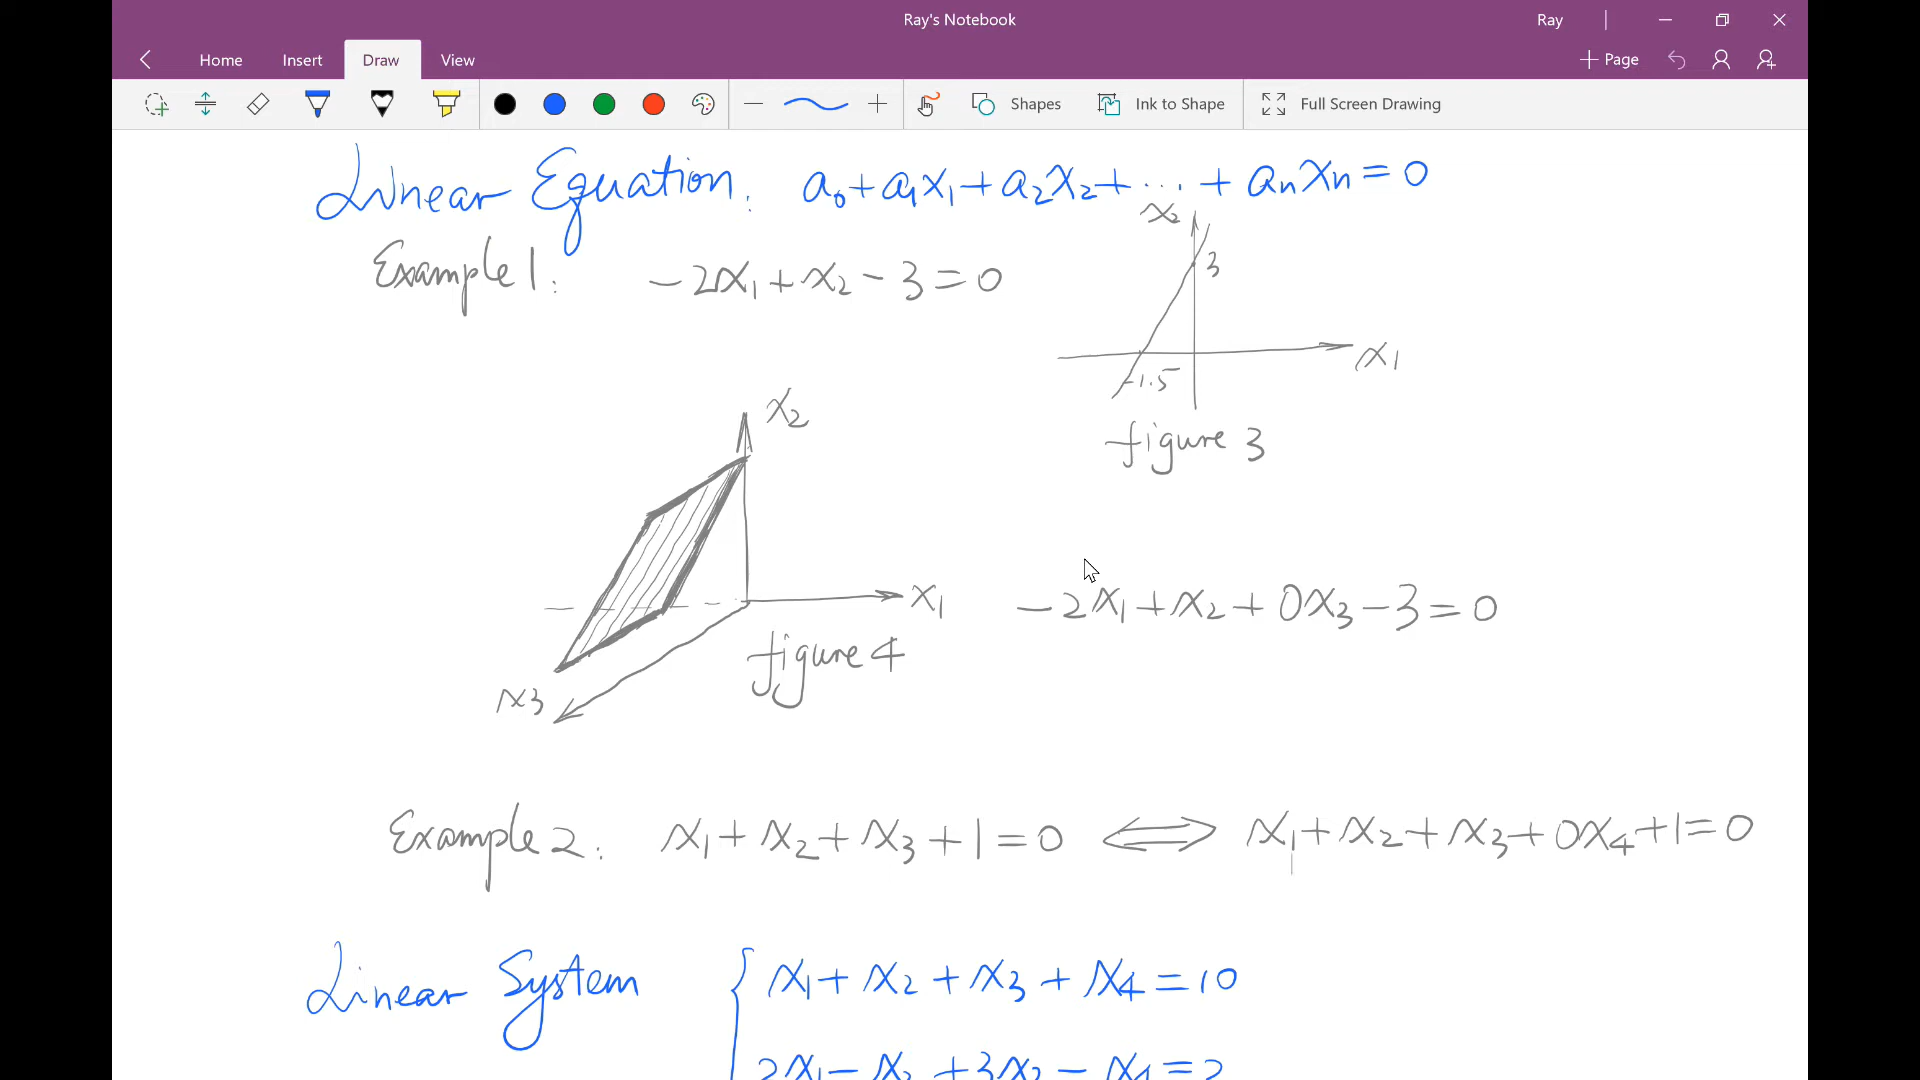 Ray's Notebook
Ray
Home Insert Draw View
Page
Shapes Ink to Shape Full Screen Drawing
Linear Equation: a₀+a₁x₁+a₂x₂+⋯+aₙxₙ=0
Example 1: -2x₁+x₂-3=0
x₂
3
x₁
-1.5
figure 3
x₂
x₁
x3
figure 4
-2x₁+x₂+0x₃-3=0
Example 2: x₁+x₂+x₃+1=0 ⟺ x₁+x₂+x₃+0x₄+1=0
Linear System { x₁+x₂+x₃+x₄=10